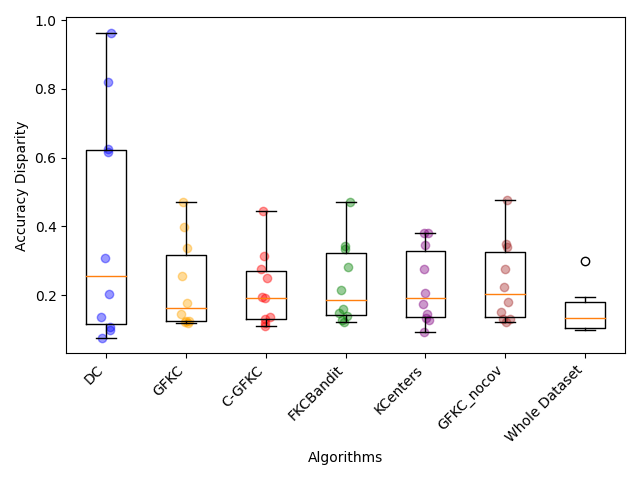 1.0
0.8
0.6
0.4
0.2
Accuracy Disparity
DC
GFKC
C-GFKC
FKCBandit
KCenters
GFKC_nocov
Whole Dataset
Algorithms